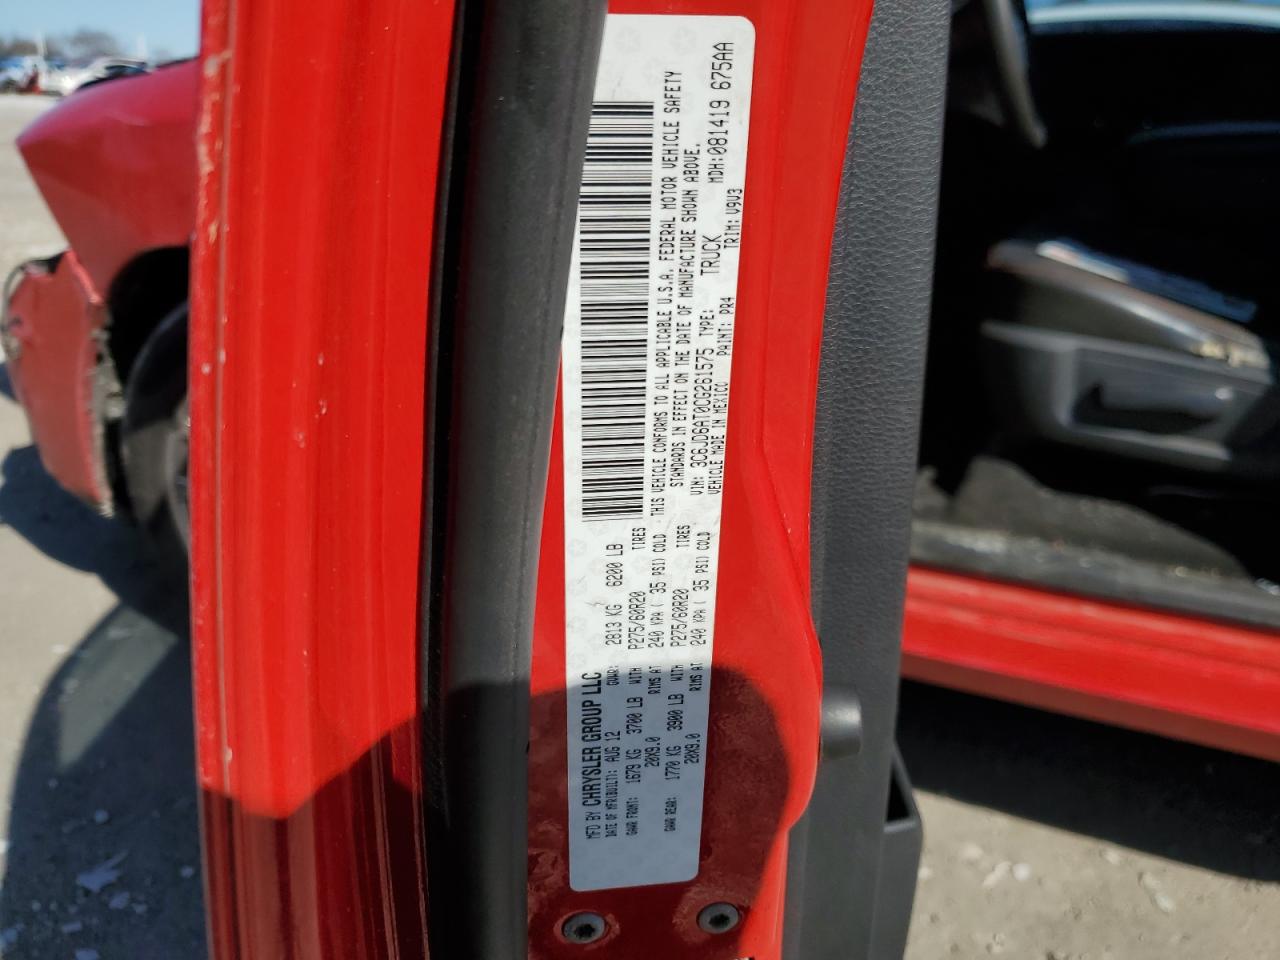 MFD BY CHRYSLER GROUP LLC
DATE OF MFR(BUILT): AUG 12 GVWR: 2813 KG 6200 LB
GAWR FRONT: 1679 KG 3700 LB WITH P275/60R20 TIRES
20X9.0 RIMS AT 240 KPA( 35 PSI) COLD
GAWR REAR: 1770 KG 3900 LB WITH P275/60R20 TIRES
20X9.0 RIMS AT 240 KPA( 35 PSI) COLD
THIS VEHICLE CONFORMS TO ALL APPLICABLE U.S.A. FEDERAL MOTOR VEHICLE SAFETY
STANDARDS IN EFFECT ON THE DATE OF MANUFACTURE SHOWN ABOVE.
VIN: 3C6JD6AT0CG261575 TYPE: TRUCK MDH:081419 675AA
VEHICLE MADE IN MEXICO PAINT: PR4 TRIM: V9V3